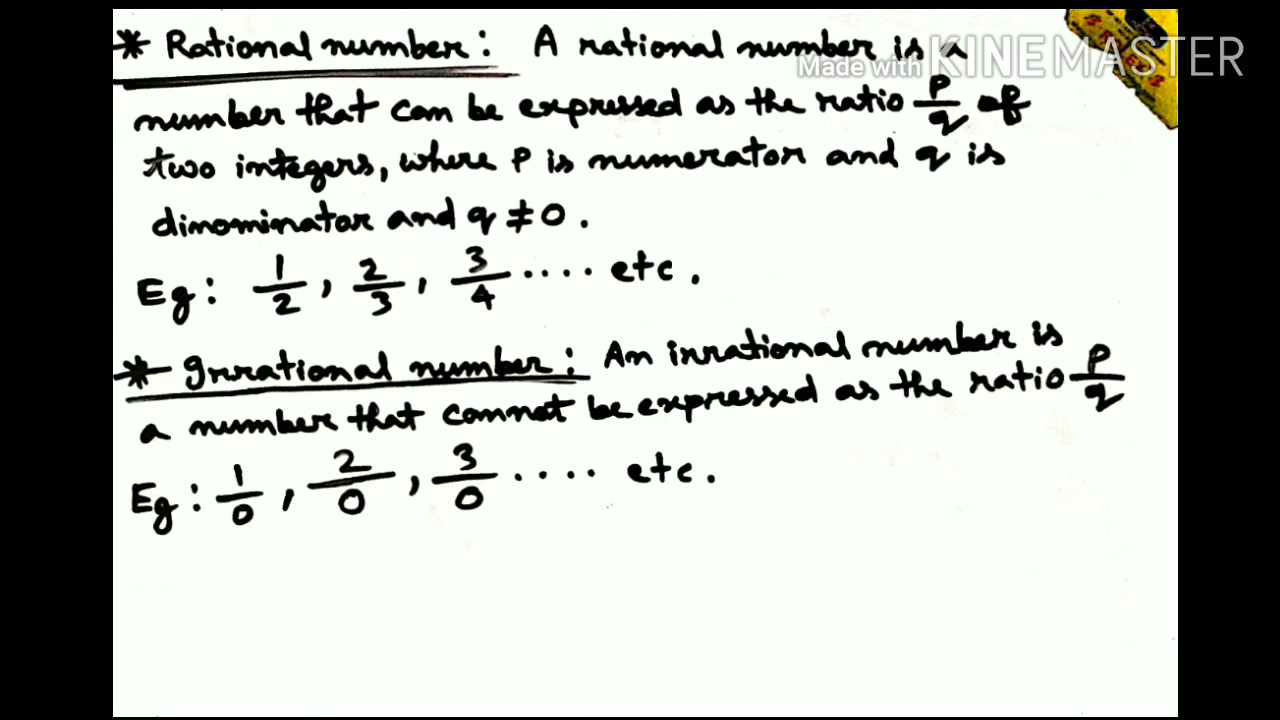 * Rational number: A rational number is a
Made with KINEMASTER
number that can be expressed as the ratio p/q of
two integers, where P is numerator and q is
dinominator and q ≠ 0.
Eg: 1/2, 2/3, 3/4 .... etc.
* Irrational number: An irrational number is
a number that cannot be expressed as the ratio p/q
Eg: 1/0, 2/0, 3/0 .... etc.